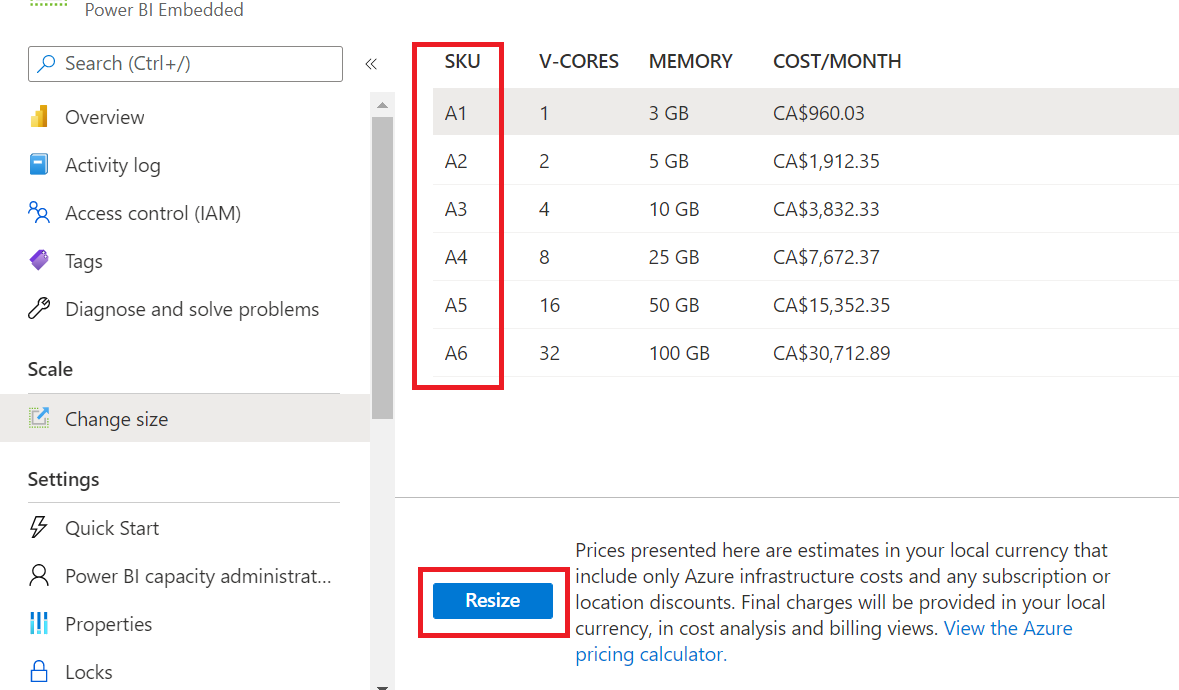 Power BI Embedded
Search (Ctrl+/)
«
Overview
Activity log
Access control (IAM)
Tags
Diagnose and solve problems
Scale
Change size
Settings
Quick Start
Power BI capacity administrat...
Properties
Locks
SKU V-CORES MEMORY COST/MONTH
A1 1 3 GB CA$960.03
A2 2 5 GB CA$1,912.35
A3 4 10 GB CA$3,832.33
A4 8 25 GB CA$7,672.37
A5 16 50 GB CA$15,352.35
A6 32 100 GB CA$30,712.89
Resize
Prices presented here are estimates in your local currency that
include only Azure infrastructure costs and any subscription or
location discounts. Final charges will be provided in your local
currency, in cost analysis and billing views. View the Azure
pricing calculator.